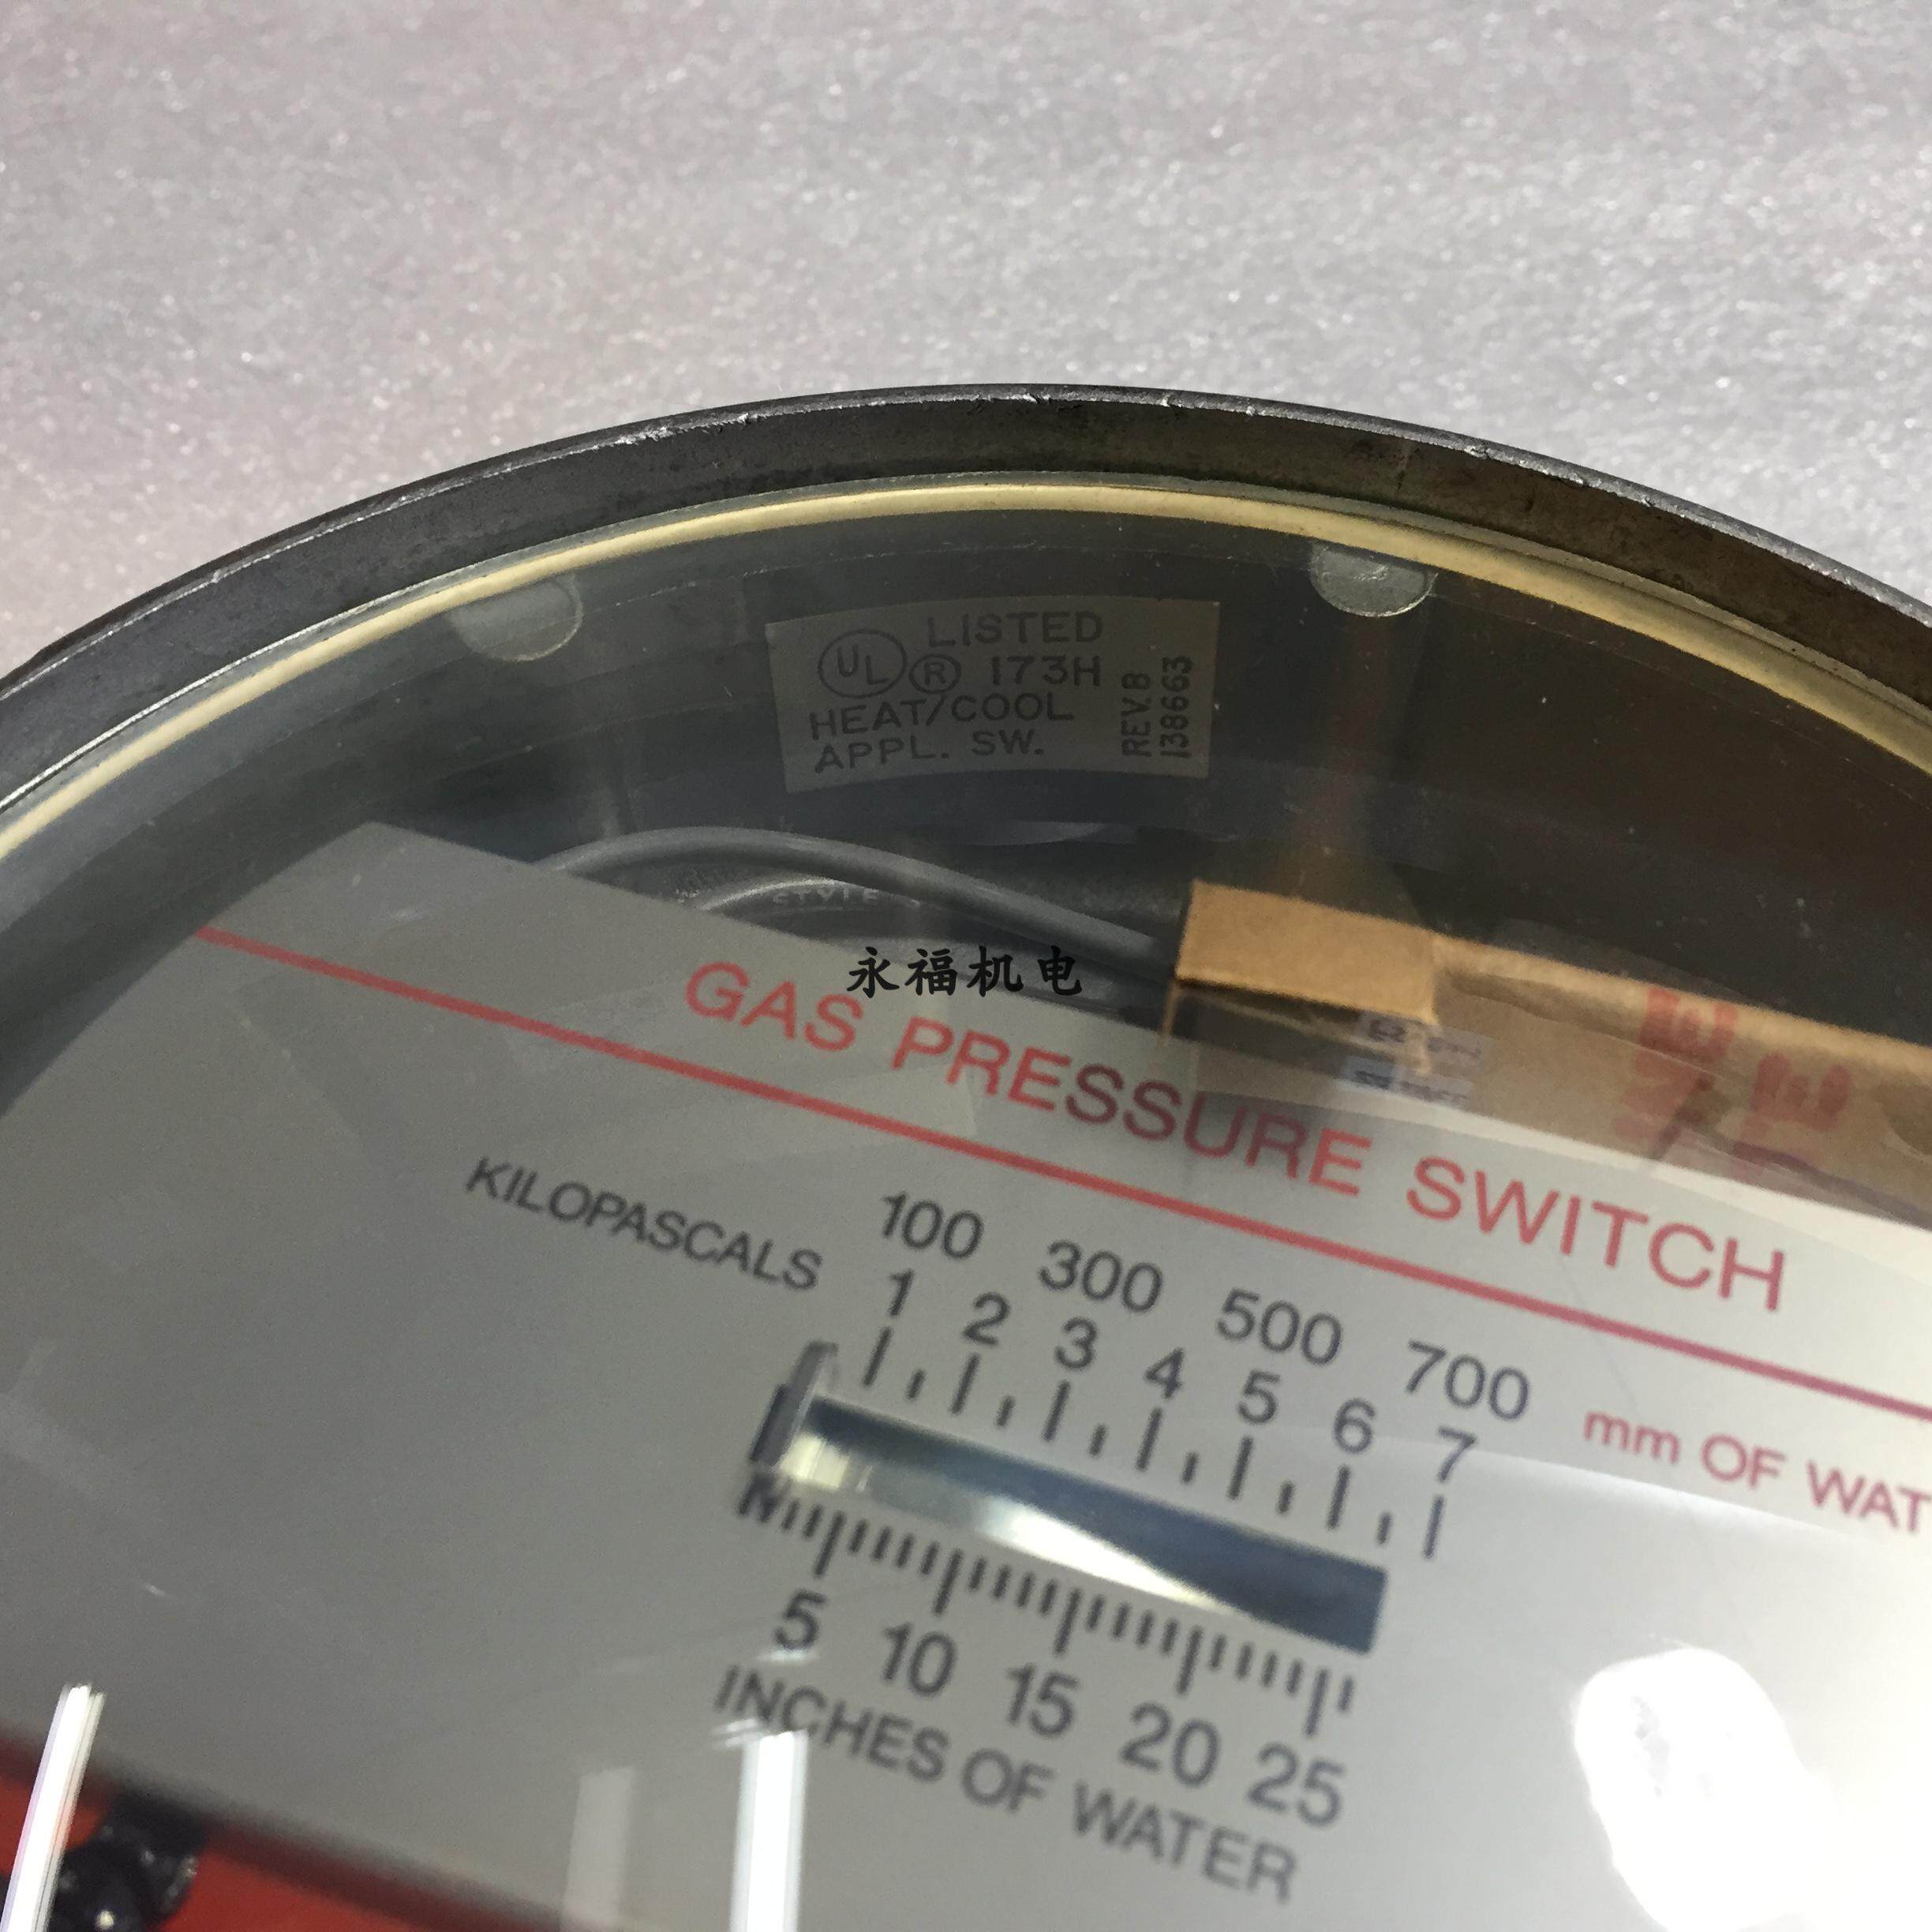 LISTED
UL ® 173H
HEAT/COOL
APPL. SW.
REV.B
138663
STYLE
永福机电
GAS PRESSURE SWITCH
100 300 500 700 mm OF WAT
KILOPASCALS 1 2 3 4 5 6 7
5 10 15 20 25
INCHES OF WATER